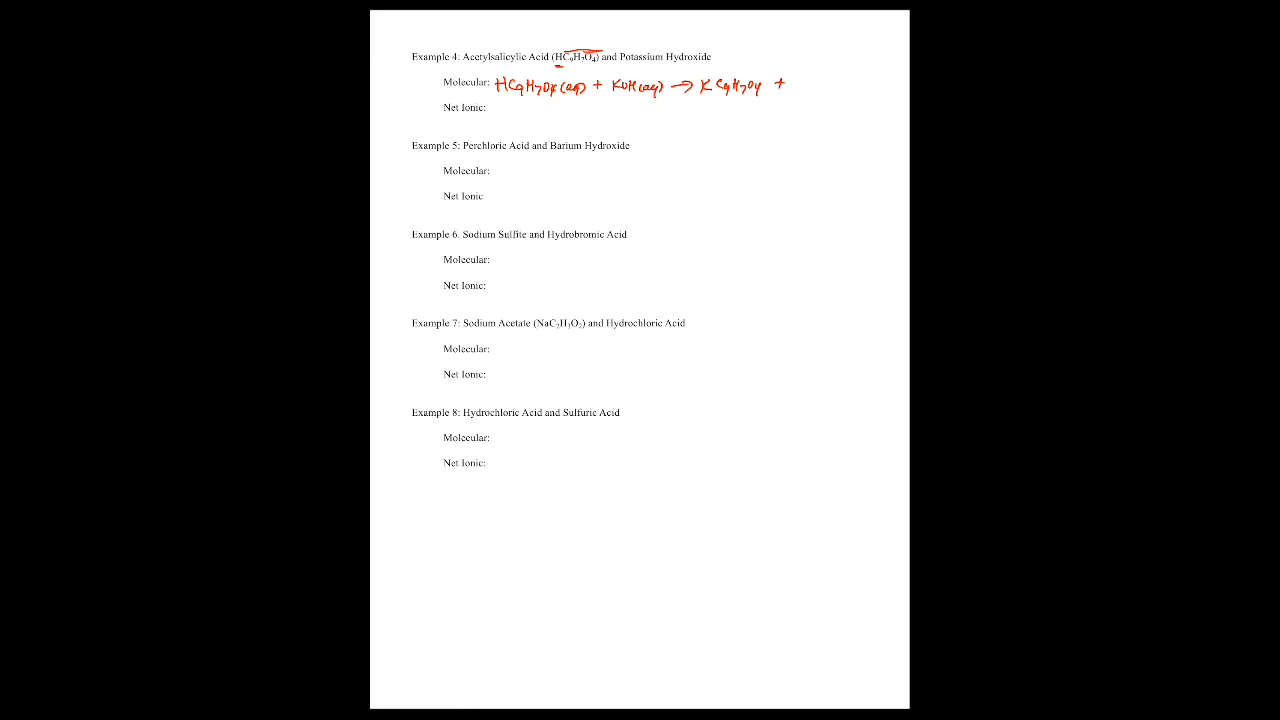 Example 4: Acetylsalicylic Acid (HC₉H₇O₄) and Potassium Hydroxide
Molecular: HC₉H₇O₄(aq) + KOH(aq) → KC₉H₇O₄ +
Net Ionic:
Example 5: Perchloric Acid and Barium Hydroxide
Molecular:
Net Ionic
Example 6. Sodium Sulfite and Hydrobromic Acid
Molecular:
Net Ionic:
Example 7: Sodium Acetate (NaC₂H₃O₂) and Hydrochloric Acid
Molecular:
Net Ionic:
Example 8: Hydrochloric Acid and Sulfuric Acid
Molecular:
Net Ionic: